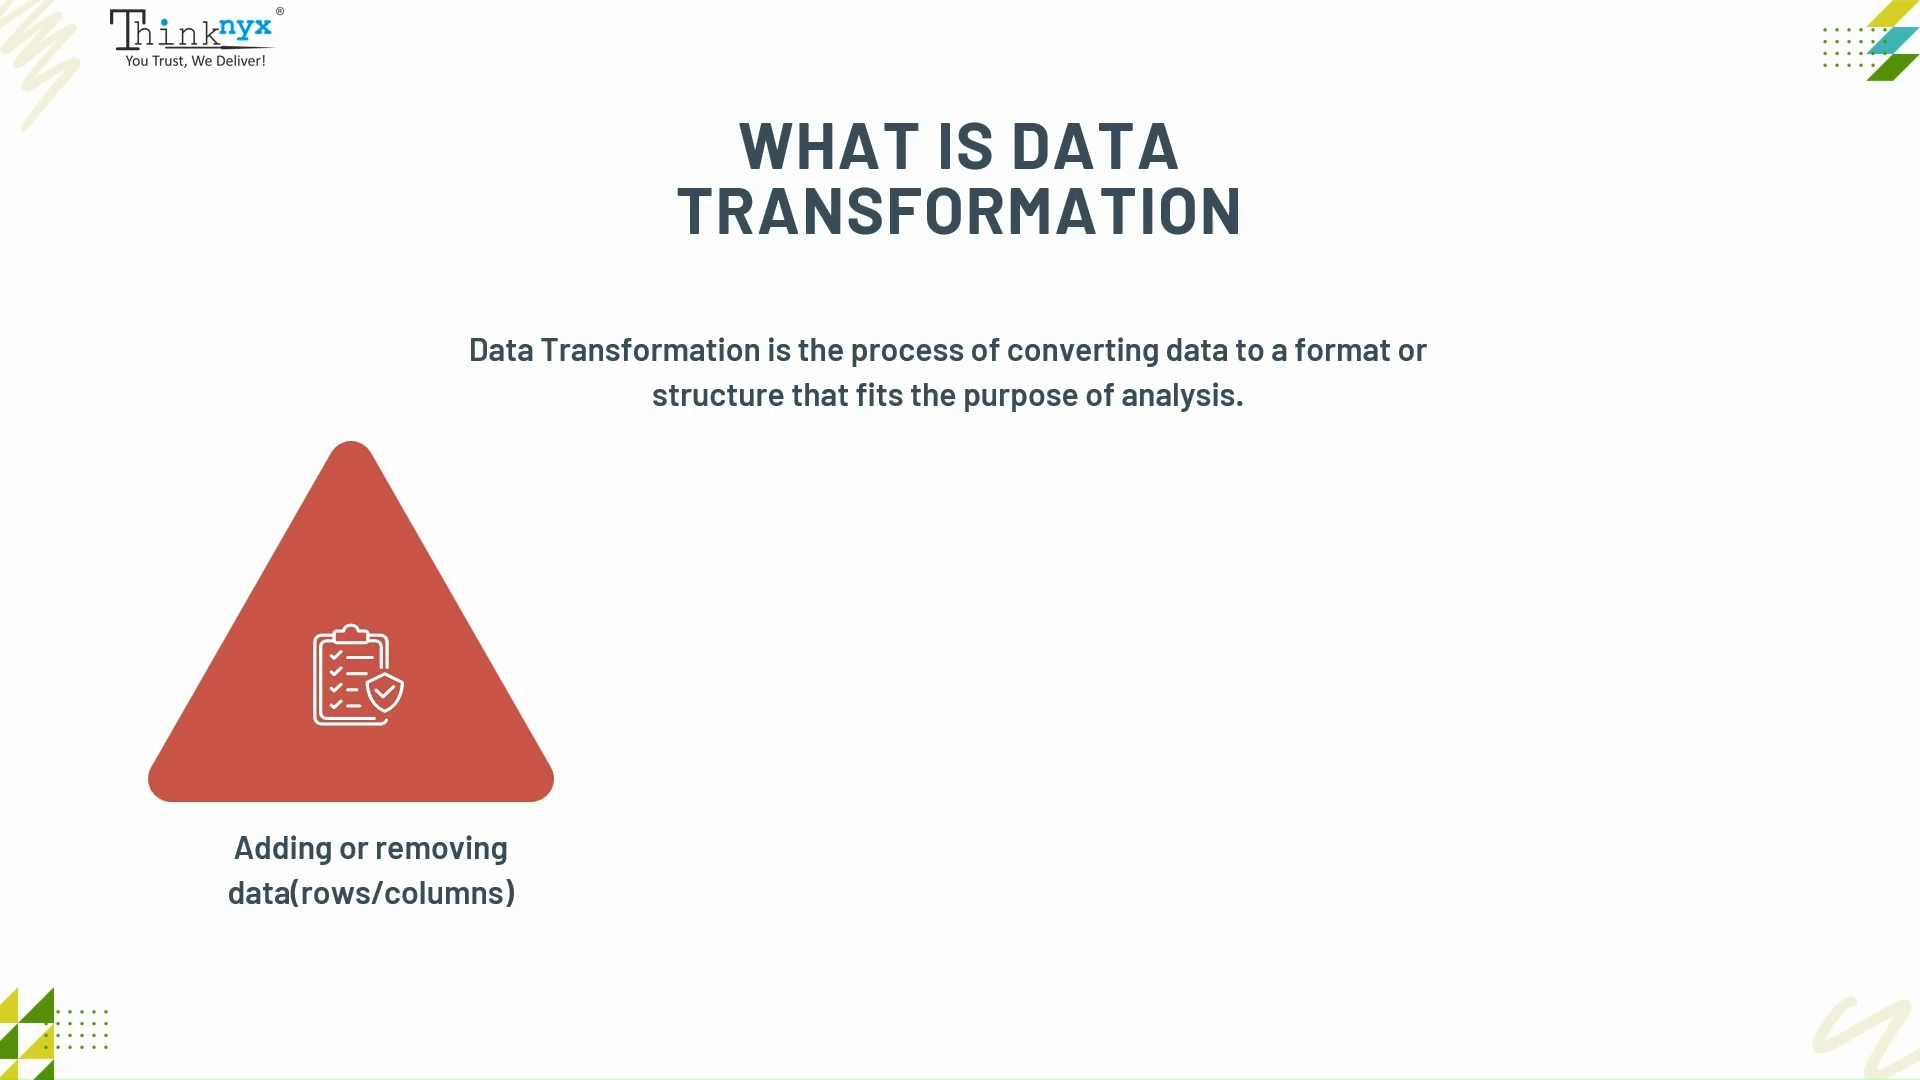 Thinknyx®
You Trust, We Deliver!
WHAT IS DATA
TRANSFORMATION
Data Transformation is the process of converting data to a format or
structure that fits the purpose of analysis.
Adding or removing
data(rows/columns)